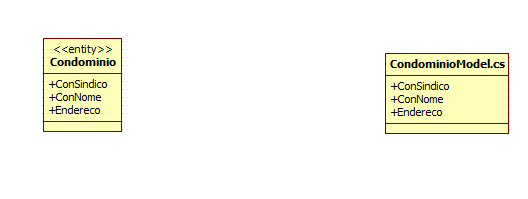 <<entity>>
Condominio
+ConSindico
+ConNome
+Endereco
CondominioModel.cs
+ConSindico
+ConNome
+Endereco